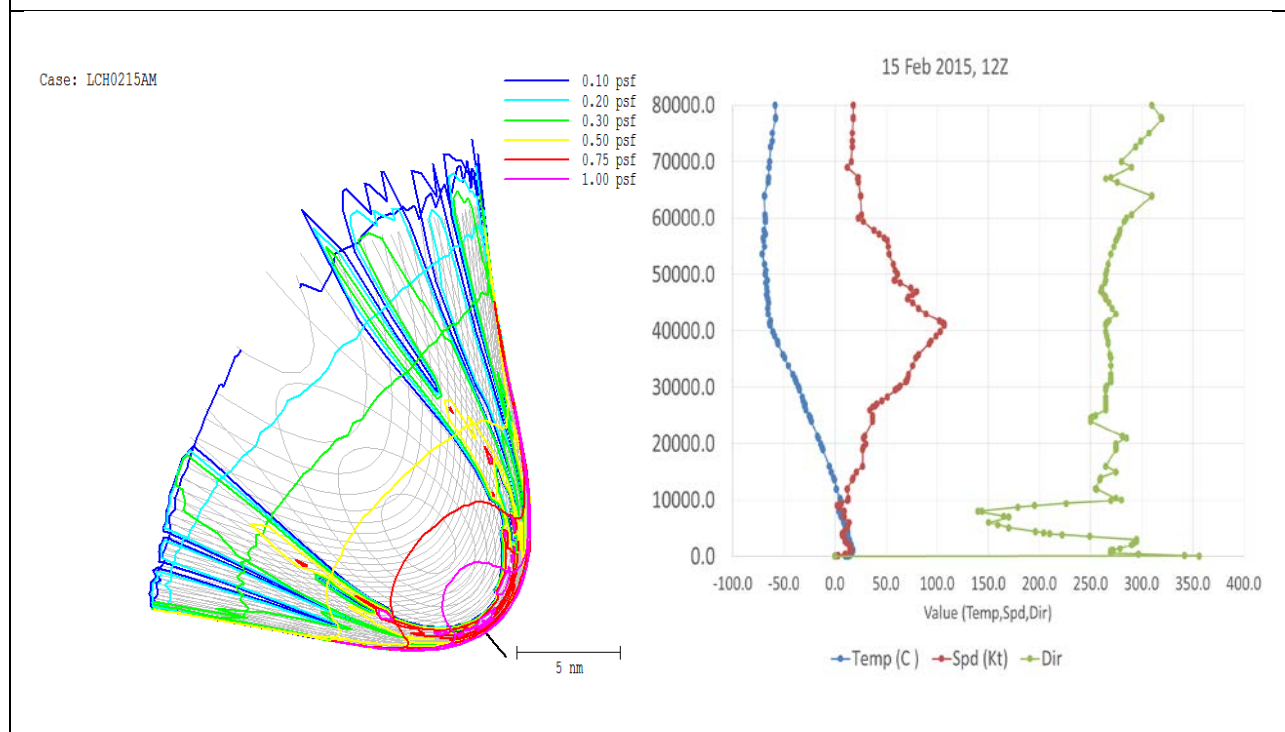 Case: LCH0215AM
0.10 psf
0.20 psf
0.30 psf
0.50 psf
0.75 psf
1.00 psf
5 nm
15 Feb 2015, 12Z
80000.0
70000.0
60000.0
50000.0
40000.0
30000.0
20000.0
10000.0
0.0
-100.0 -50.0 0.0 50.0 100.0 150.0 200.0 250.0 300.0 350.0 400.0
Value (Temp,Spd,Dir)
Temp (C ) Spd (Kt) Dir